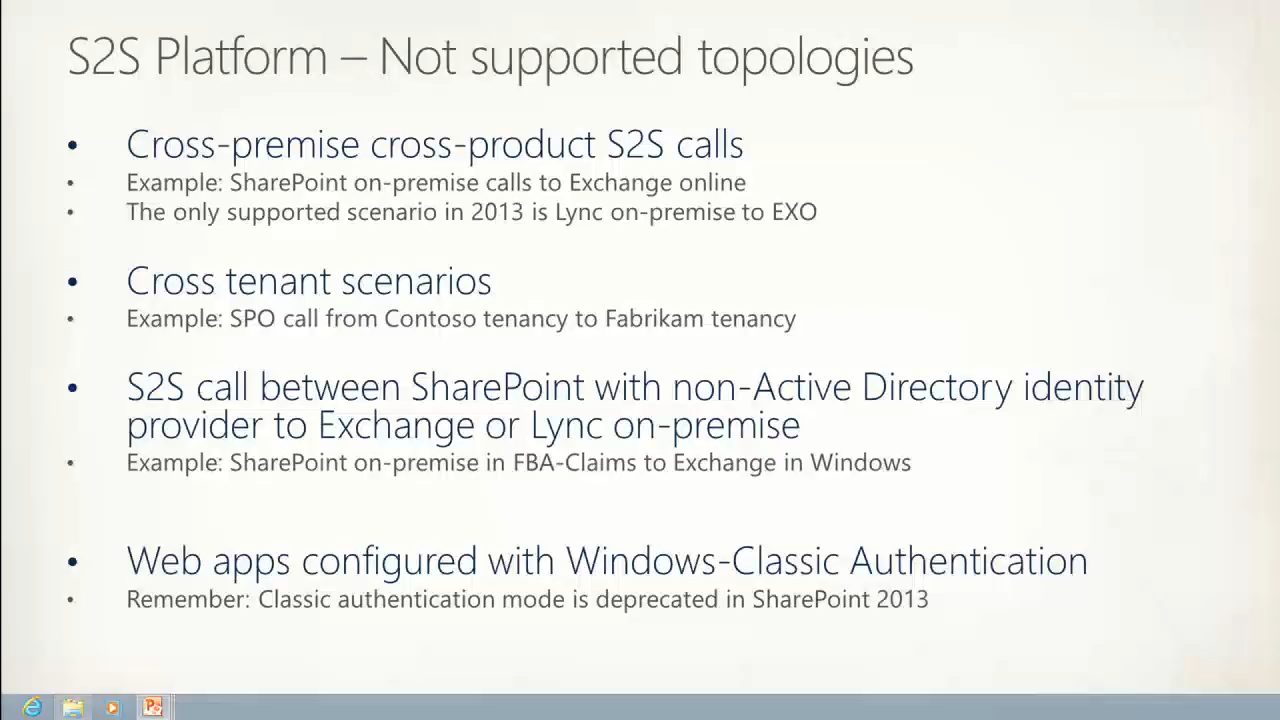 S2S Platform – Not supported topologies
• Cross-premise cross-product S2S calls
• Example: SharePoint on-premise calls to Exchange online
• The only supported scenario in 2013 is Lync on-premise to EXO
• Cross tenant scenarios
• Example: SPO call from Contoso tenancy to Fabrikam tenancy
• S2S call between SharePoint with non-Active Directory identity
provider to Exchange or Lync on-premise
• Example: SharePoint on-premise in FBA-Claims to Exchange in Windows
• Web apps configured with Windows-Classic Authentication
• Remember: Classic authentication mode is deprecated in SharePoint 2013